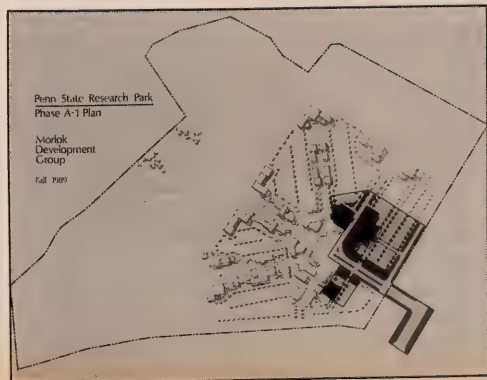 Penn State Research Park
Phase A-1 Plan
Morlok
Development
Group
Fall 1989